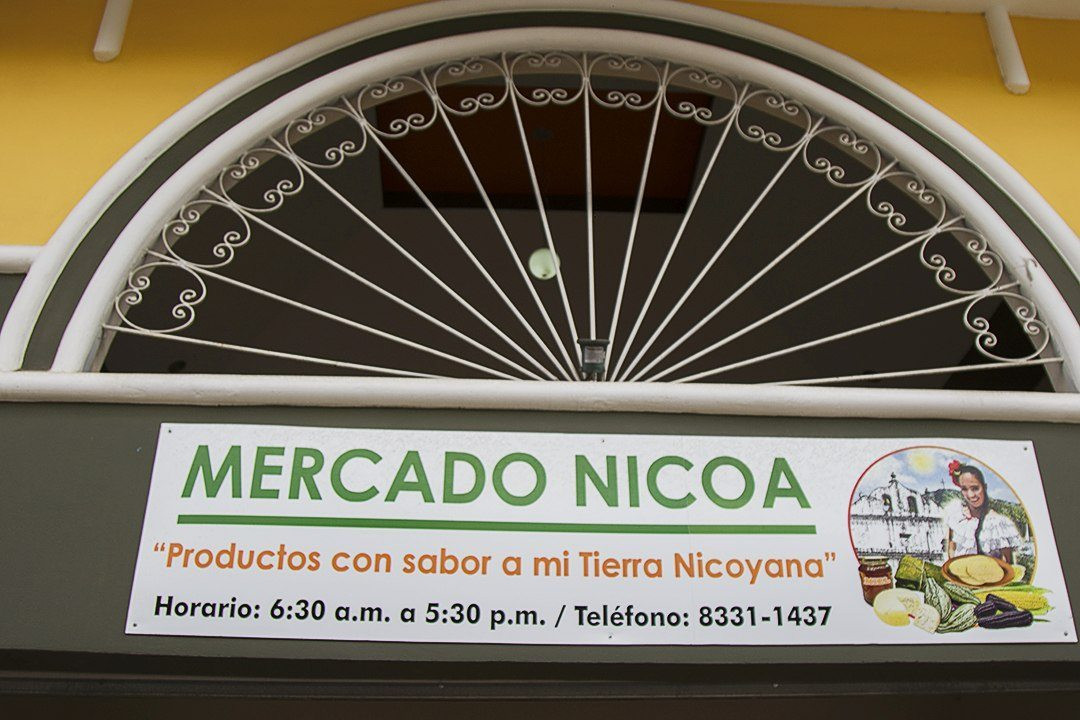 MERCADO NICOA
“Productos con sabor a mi Tierra Nicoyana”
Horario: 6:30 a.m. a 5:30 p.m. / Teléfono: 8331-1437